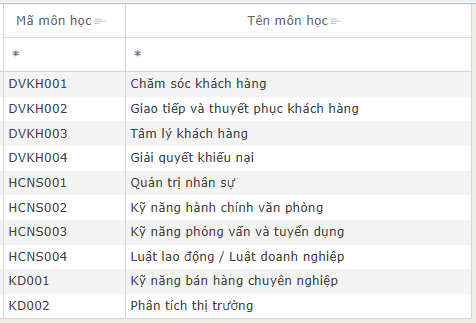 Mã môn học Tên môn học
* *
DVKH001 Chăm sóc khách hàng
DVKH002 Giao tiếp và thuyết phục khách hàng
DVKH003 Tâm lý khách hàng
DVKH004 Giải quyết khiếu nại
HCNS001 Quản trị nhân sự
HCNS002 Kỹ năng hành chính văn phòng
HCNS003 Kỹ năng phỏng vấn và tuyển dụng
HCNS004 Luật lao động / Luật doanh nghiệp
KD001 Kỹ năng bán hàng chuyên nghiệp
KD002 Phân tích thị trường